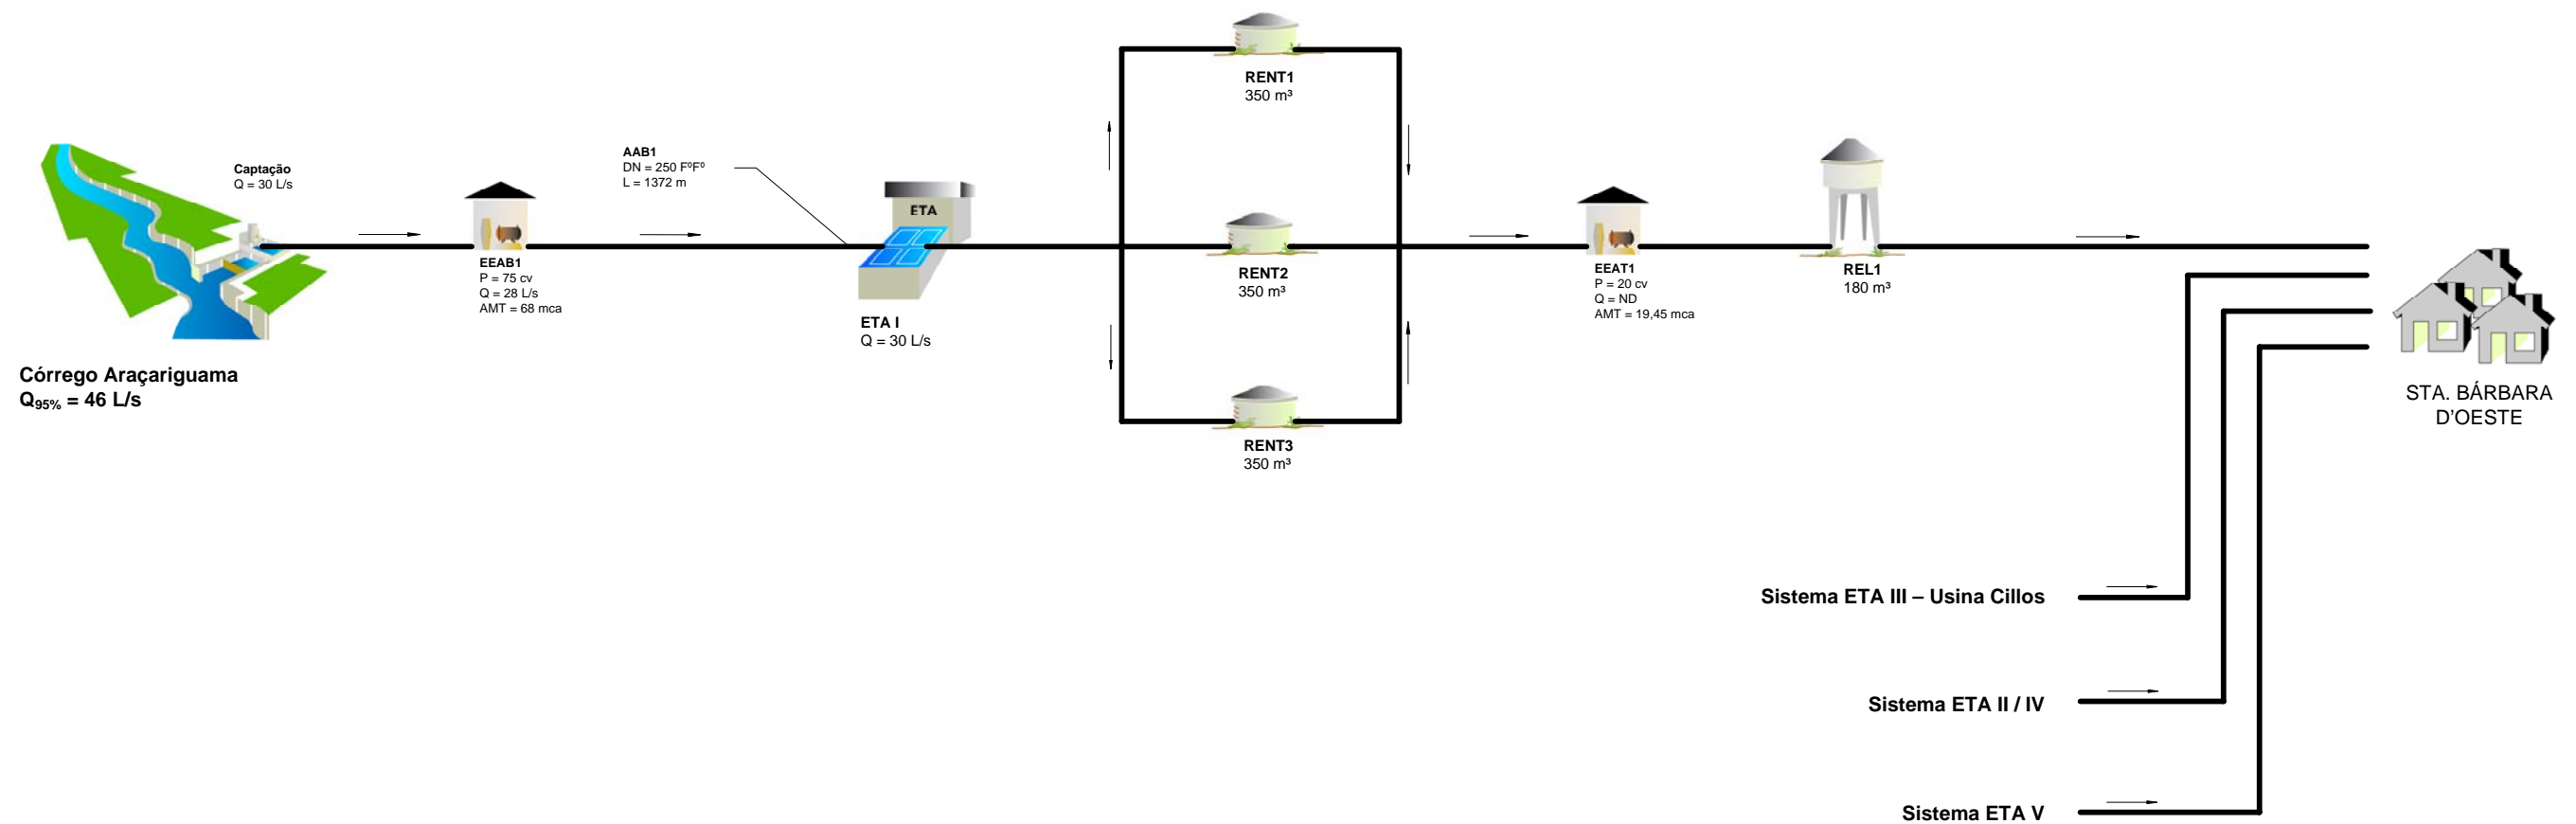 Captação
Q = 30 L/s
Córrego Araçariguama
Q95% = 46 L/s
EEAB1
P = 75 cv
Q = 28 L/s
AMT = 68 mca
AAB1
DN = 250 FºFº
L = 1372 m
ETA
ETA I
Q = 30 L/s
RENT1
350 m³
RENT2
350 m³
RENT3
350 m³
EEAT1
P = 20 cv
Q = ND
AMT = 19,45 mca
REL1
180 m³
STA. BÁRBARA
D'OESTE
Sistema ETA III – Usina Cillos
Sistema ETA II / IV
Sistema ETA V